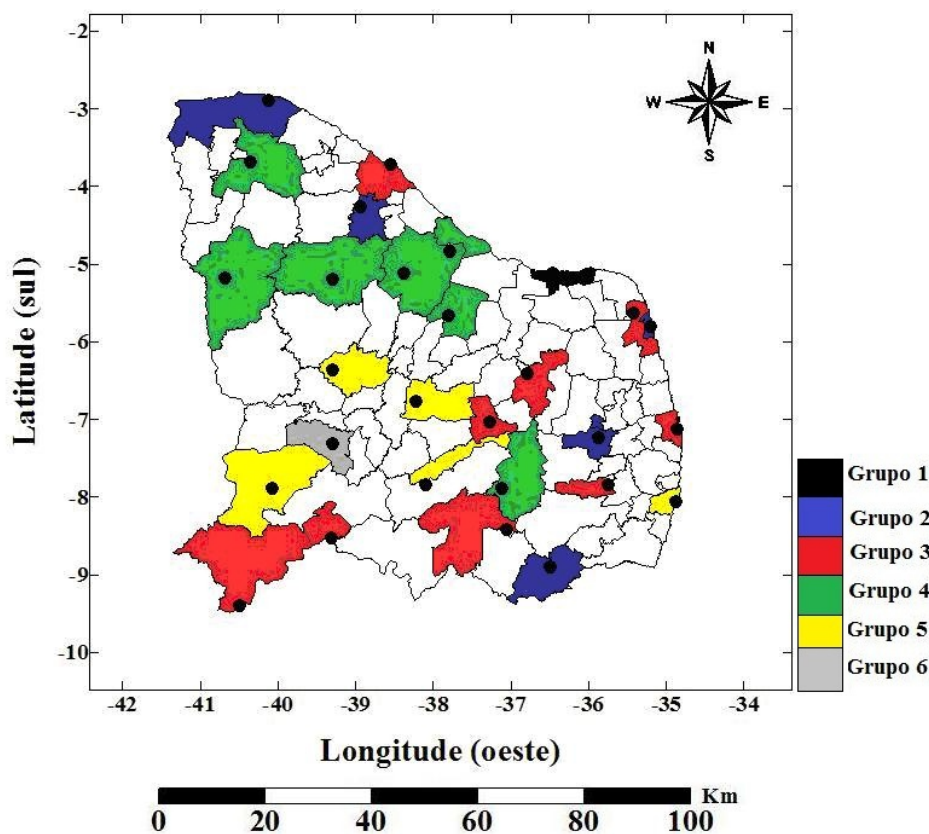 -2
-3
-4
-5
-6
-7
-8
-9
-10
Latitude (sul)
N
W E
S
Grupo 1
Grupo 2
Grupo 3
Grupo 4
Grupo 5
Grupo 6
-42 -41 -40 -39 -38 -37 -36 -35 -34
Longitude (oeste)
Km
0 20 40 60 80 100